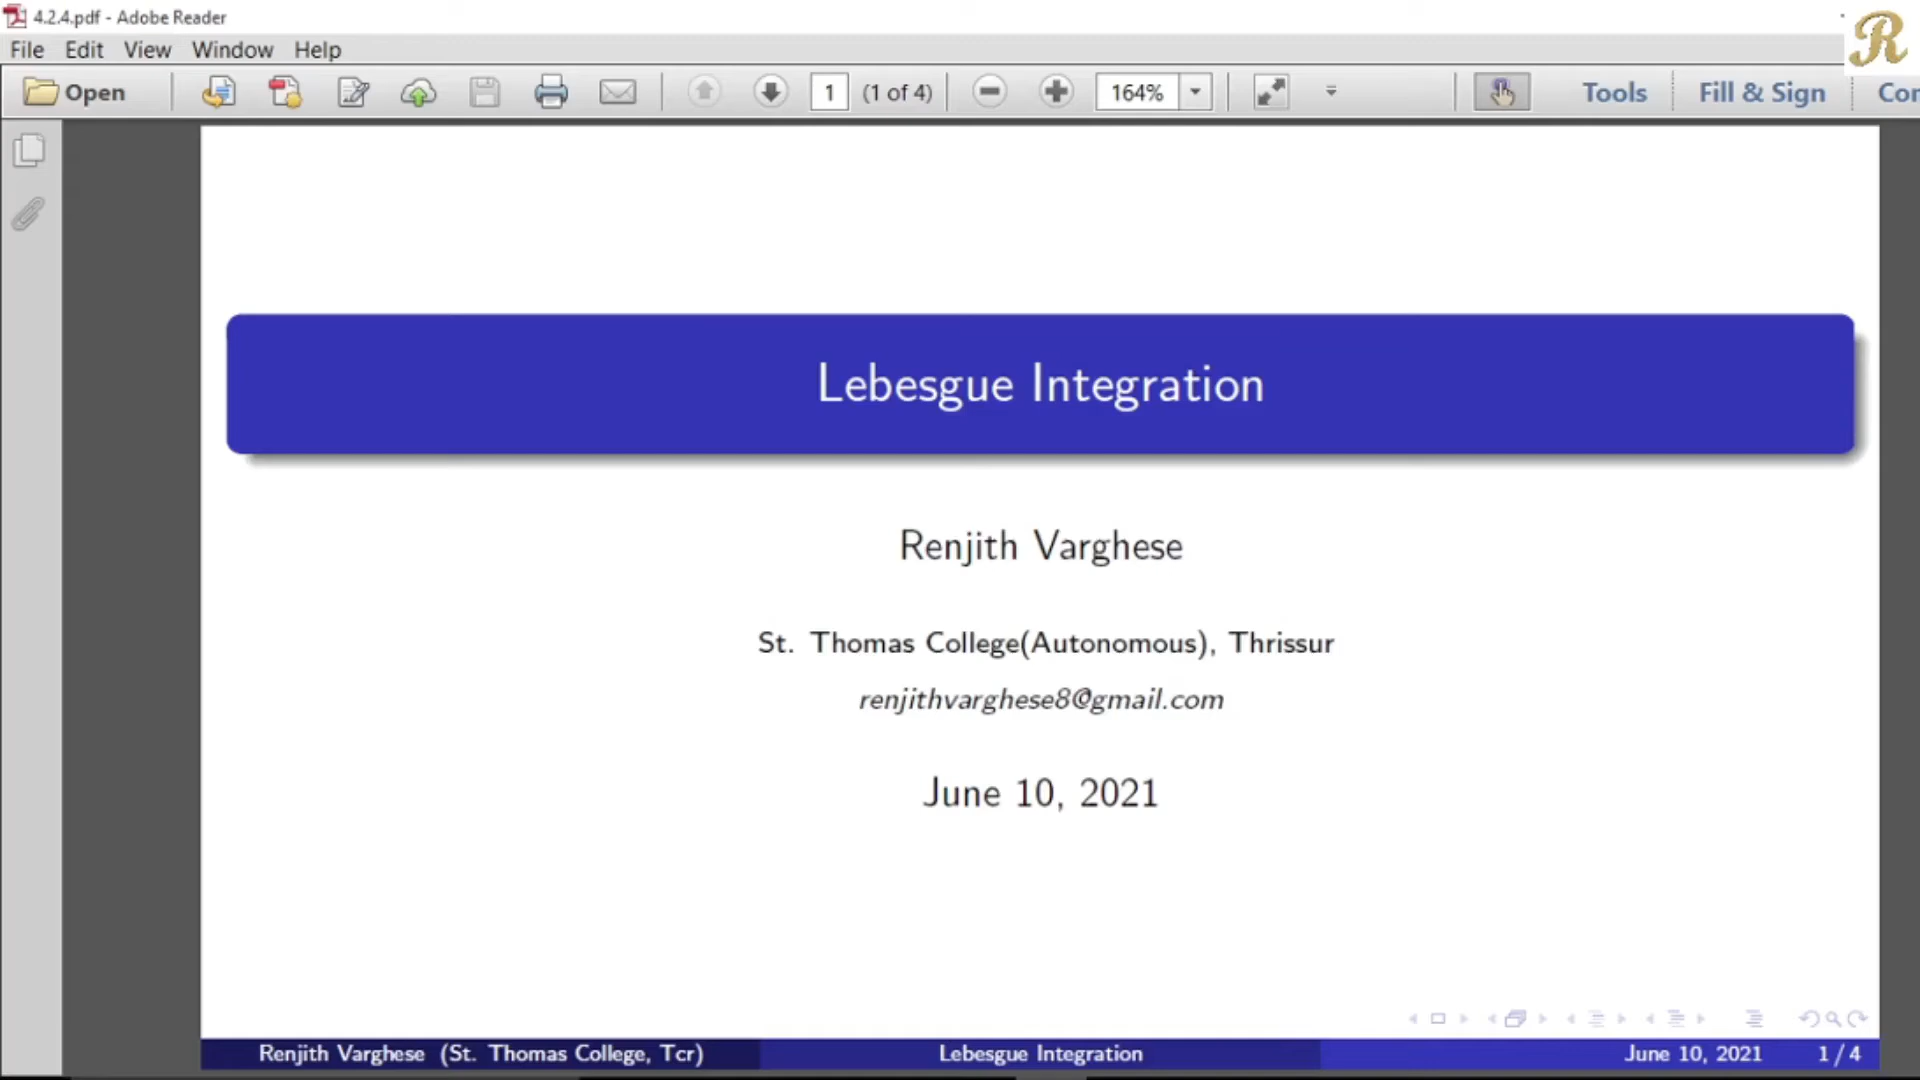 4.2.4.pdf - Adobe Reader
R
File Edit View Window Help
Open 1 (1 of 4) 164% Tools Fill & Sign
Lebesgue Integration
Renjith Varghese
St. Thomas College(Autonomous), Thrissur
renjithvarghese8@gmail.com
June 10, 2021
Renjith Varghese (St. Thomas College, Tcr) Lebesgue Integration June 10, 2021 1 / 4